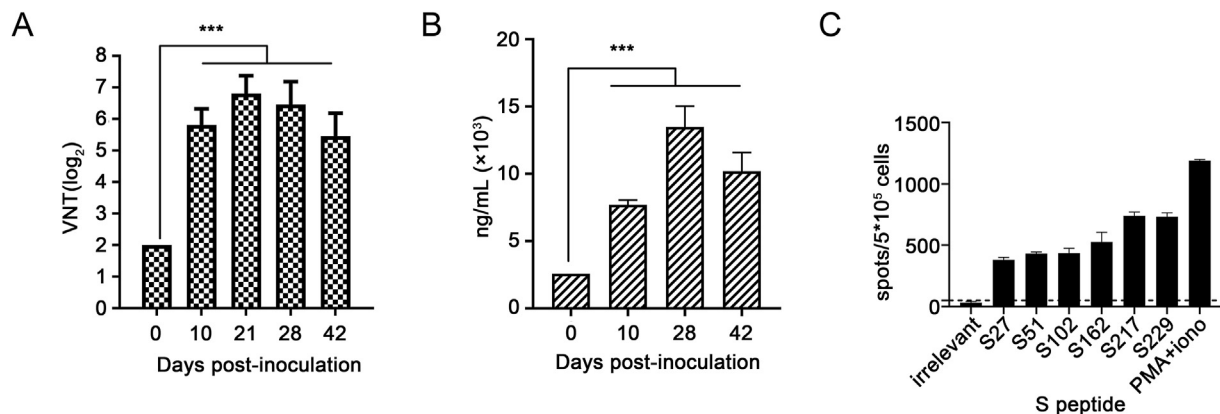 A
***
VNT(log₂)
8
7
6
5
4
3
2
1
0
0 10 21 28 42
Days post-inoculation
B
***
ng/mL (×10³)
20
15
10
5
0
0 10 28 42
Days post-inoculation
C
spots/5*10⁵ cells
1500
1000
500
0
irrelevant
S27
S51
S102
S162
S217
S229
PMA+iono
S peptide